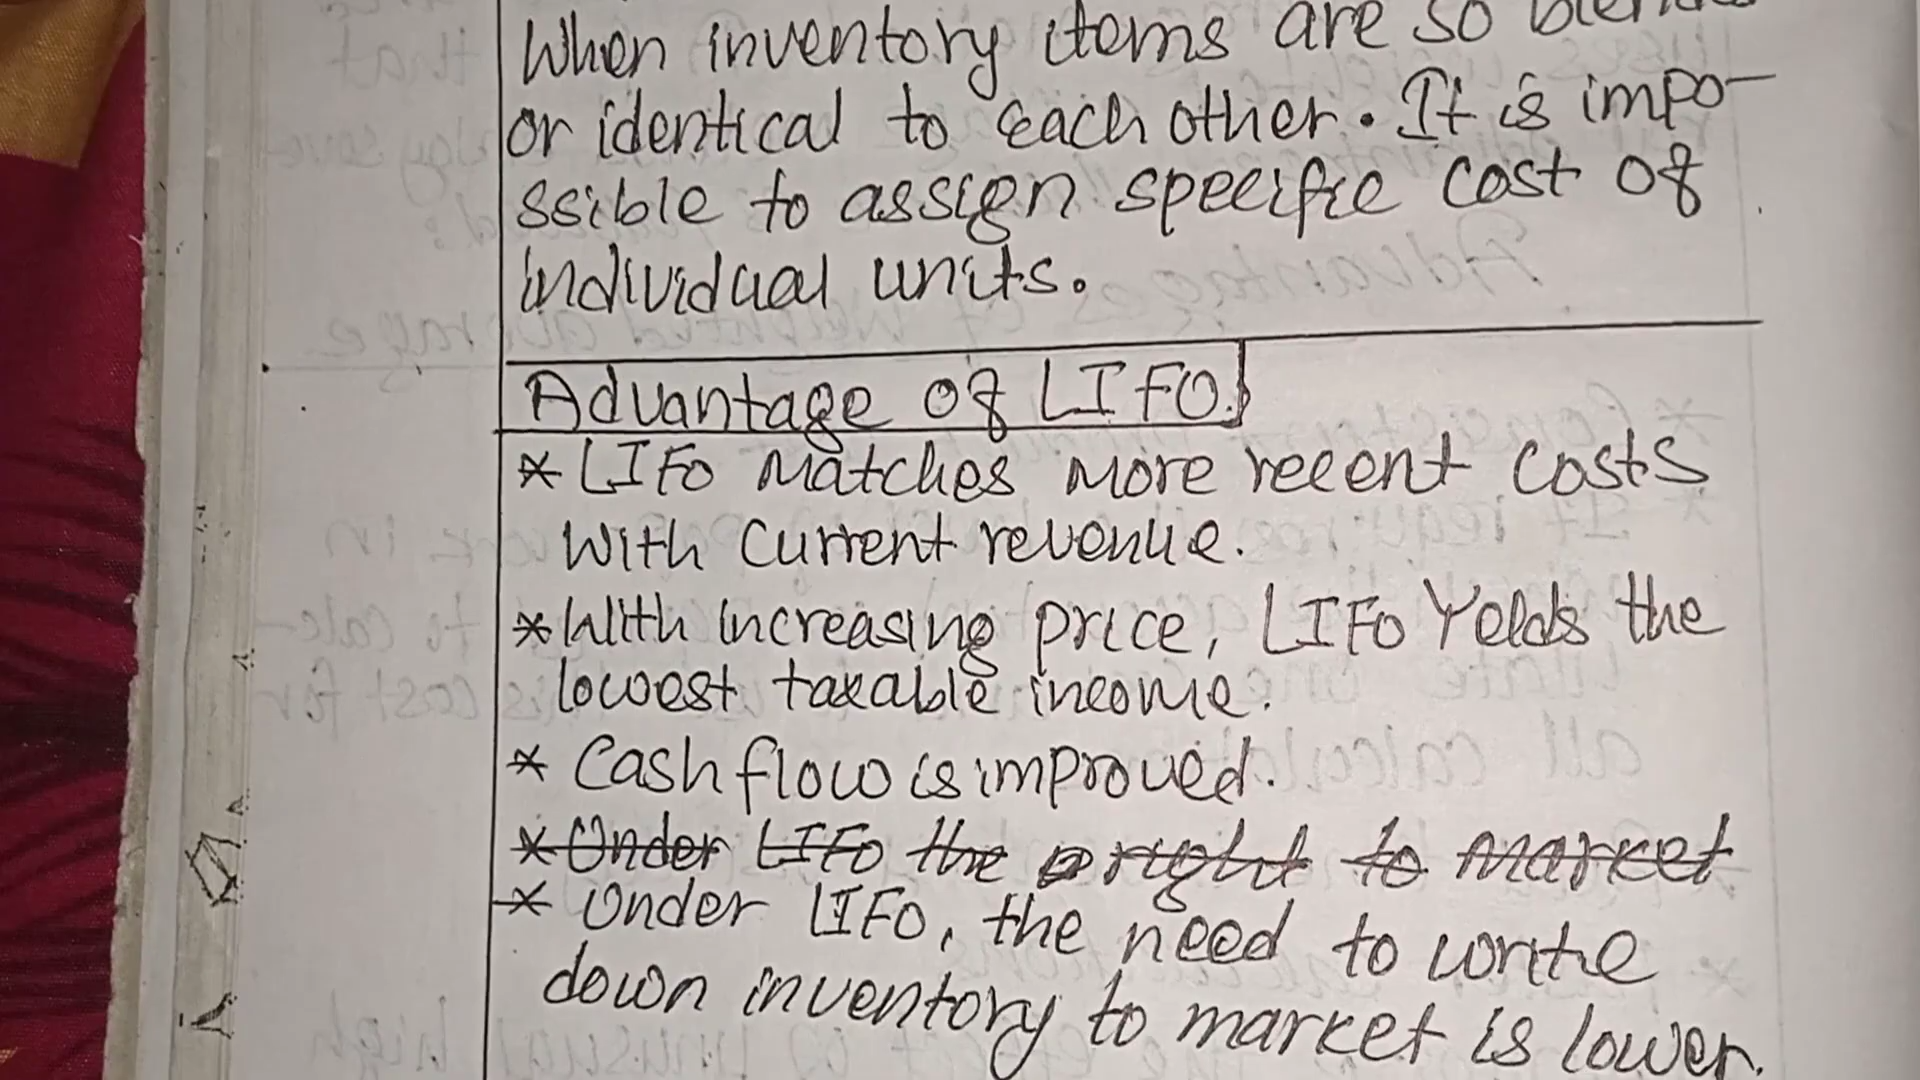 When inventory items are so
or identical to each other. It is impo-
ssible to assign specific cost of
individual units.
Advantage of LIFO.
* LIFO matches more recent costs
with current revenue.
* With increasing price, LIFO Yelds the
lowest taxable income.
* Cash flow is improved.
* Under LIFO the right to market
* Under LIFO, the need to write
down inventory to market is lower.